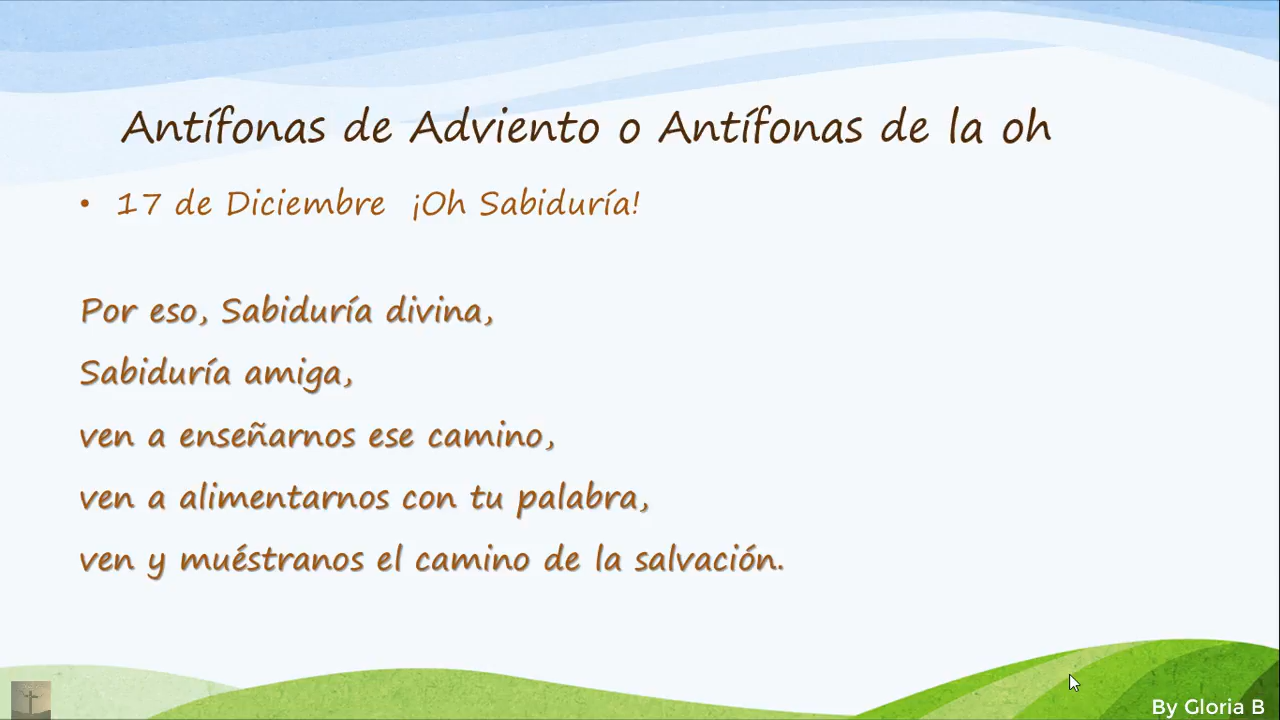 Antífonas de Adviento o Antífonas de la oh
• 17 de Diciembre ¡Oh Sabiduría!
Por eso, Sabiduría divina,
Sabiduría amiga,
ven a enseñarnos ese camino,
ven a alimentarnos con tu palabra,
ven y muéstranos el camino de la salvación.
By Gloria B